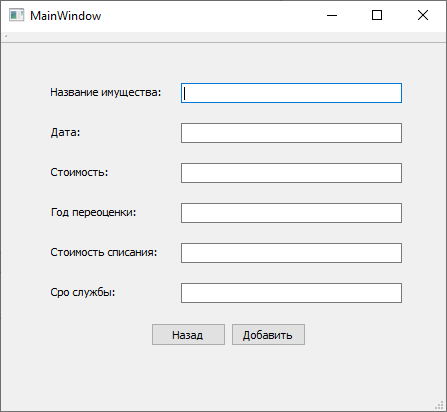 MainWindow
Название имущества:
Дата:
Стоимость:
Год переоценки:
Стоимость списания:
Сро службы:
Назад Добавить